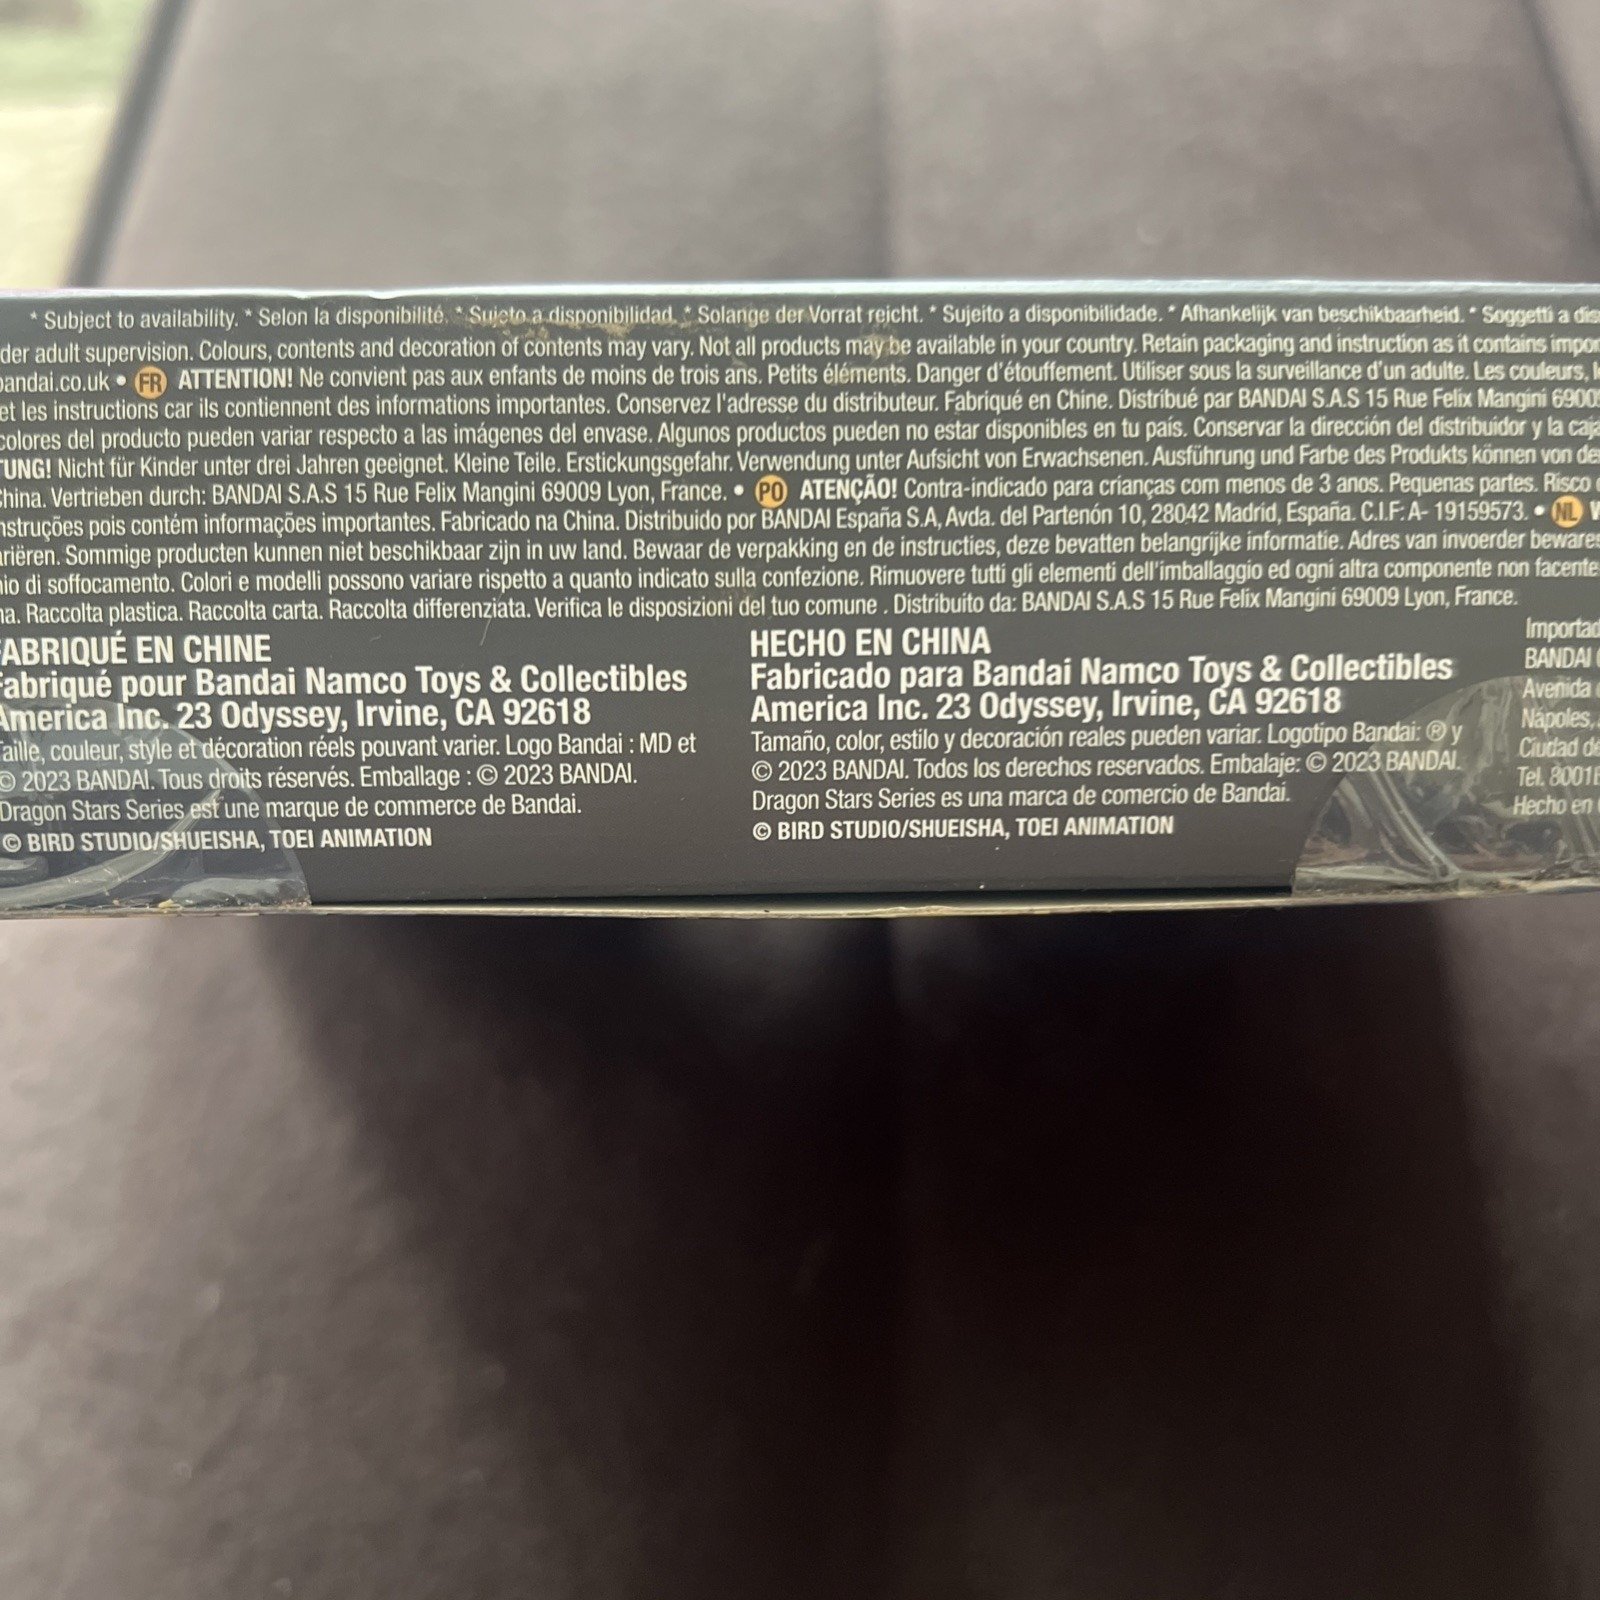 * Subject to availability. * Selon la disponibilité. * Sujeto a disponibilidad. * Solange der Vorrat reicht. * Sujeito a disponibilidade. * Afhankelijk van beschikbaarheid. * Soggetti a dis
der adult supervision. Colours, contents and decoration of contents may vary. Not all products may be available in your country. Retain packaging and instruction as it contains impor
bandai.co.uk • FR ATTENTION! Ne convient pas aux enfants de moins de trois ans. Petits éléments. Danger d'étouffement. Utiliser sous la surveillance d'un adulte. Les couleurs, l
et les instructions car ils contiennent des informations importantes. Conservez l'adresse du distributeur. Fabriqué en Chine. Distribué par BANDAI S.A.S 15 Rue Felix Mangini 6900
colores del producto pueden variar respecto a las imágenes del envase. Algunos productos pueden no estar disponibles en tu país. Conservar la dirección del distribuidor y la caja
TUNG! Nicht für Kinder unter drei Jahren geeignet. Kleine Teile. Erstickungsgefahr. Verwendung unter Aufsicht von Erwachsenen. Ausführung und Farbe des Produkts können von de
China. Vertrieben durch: BANDAI S.A.S 15 Rue Felix Mangini 69009 Lyon, France. • PO ATENÇÃO! Contra-indicado para crianças com menos de 3 anos. Pequenas partes. Risco
nstruções pois contém informações importantes. Fabricado na China. Distribuido por BANDAI España S.A, Avda. del Partenón 10, 28042 Madrid, España. C.I.F: A- 19159573. • NL W
riëren. Sommige producten kunnen niet beschikbaar zijn in uw land. Bewaar de verpakking en de instructies, deze bevatten belangrijke informatie. Adres van invoerder beware
io di soffocamento. Colori e modelli possono variare rispetto a quanto indicato sulla confezione. Rimuovere tutti gli elementi dell'imballaggio ed ogni altra componente non facente
na. Raccolta plastica. Raccolta carta. Raccolta differenziata. Verifica le disposizioni del tuo comune . Distribuito da: BANDAI S.A.S 15 Rue Felix Mangini 69009 Lyon, France.
FABRIQUÉ EN CHINE
Fabriqué pour Bandai Namco Toys & Collectibles
America Inc. 23 Odyssey, Irvine, CA 92618
Taille, couleur, style et décoration réels pouvant varier. Logo Bandai : MD et
© 2023 BANDAI. Tous droits réservés. Emballage : © 2023 BANDAI.
Dragon Stars Series est une marque de commerce de Bandai.
© BIRD STUDIO/SHUEISHA, TOEI ANIMATION
HECHO EN CHINA
Fabricado para Bandai Namco Toys & Collectibles
America Inc. 23 Odyssey, Irvine, CA 92618
Tamaño, color, estilo y decoración reales pueden variar. Logotipo Bandai: ® y
© 2023 BANDAI. Todos los derechos reservados. Embalaje: © 2023 BANDAI.
Dragon Stars Series es una marca de comercio de Bandai.
© BIRD STUDIO/SHUEISHA, TOEI ANIMATION
Importad
BANDAI
Avenida
Nápoles,
Ciudad de
Tel. 8001
Hecho en